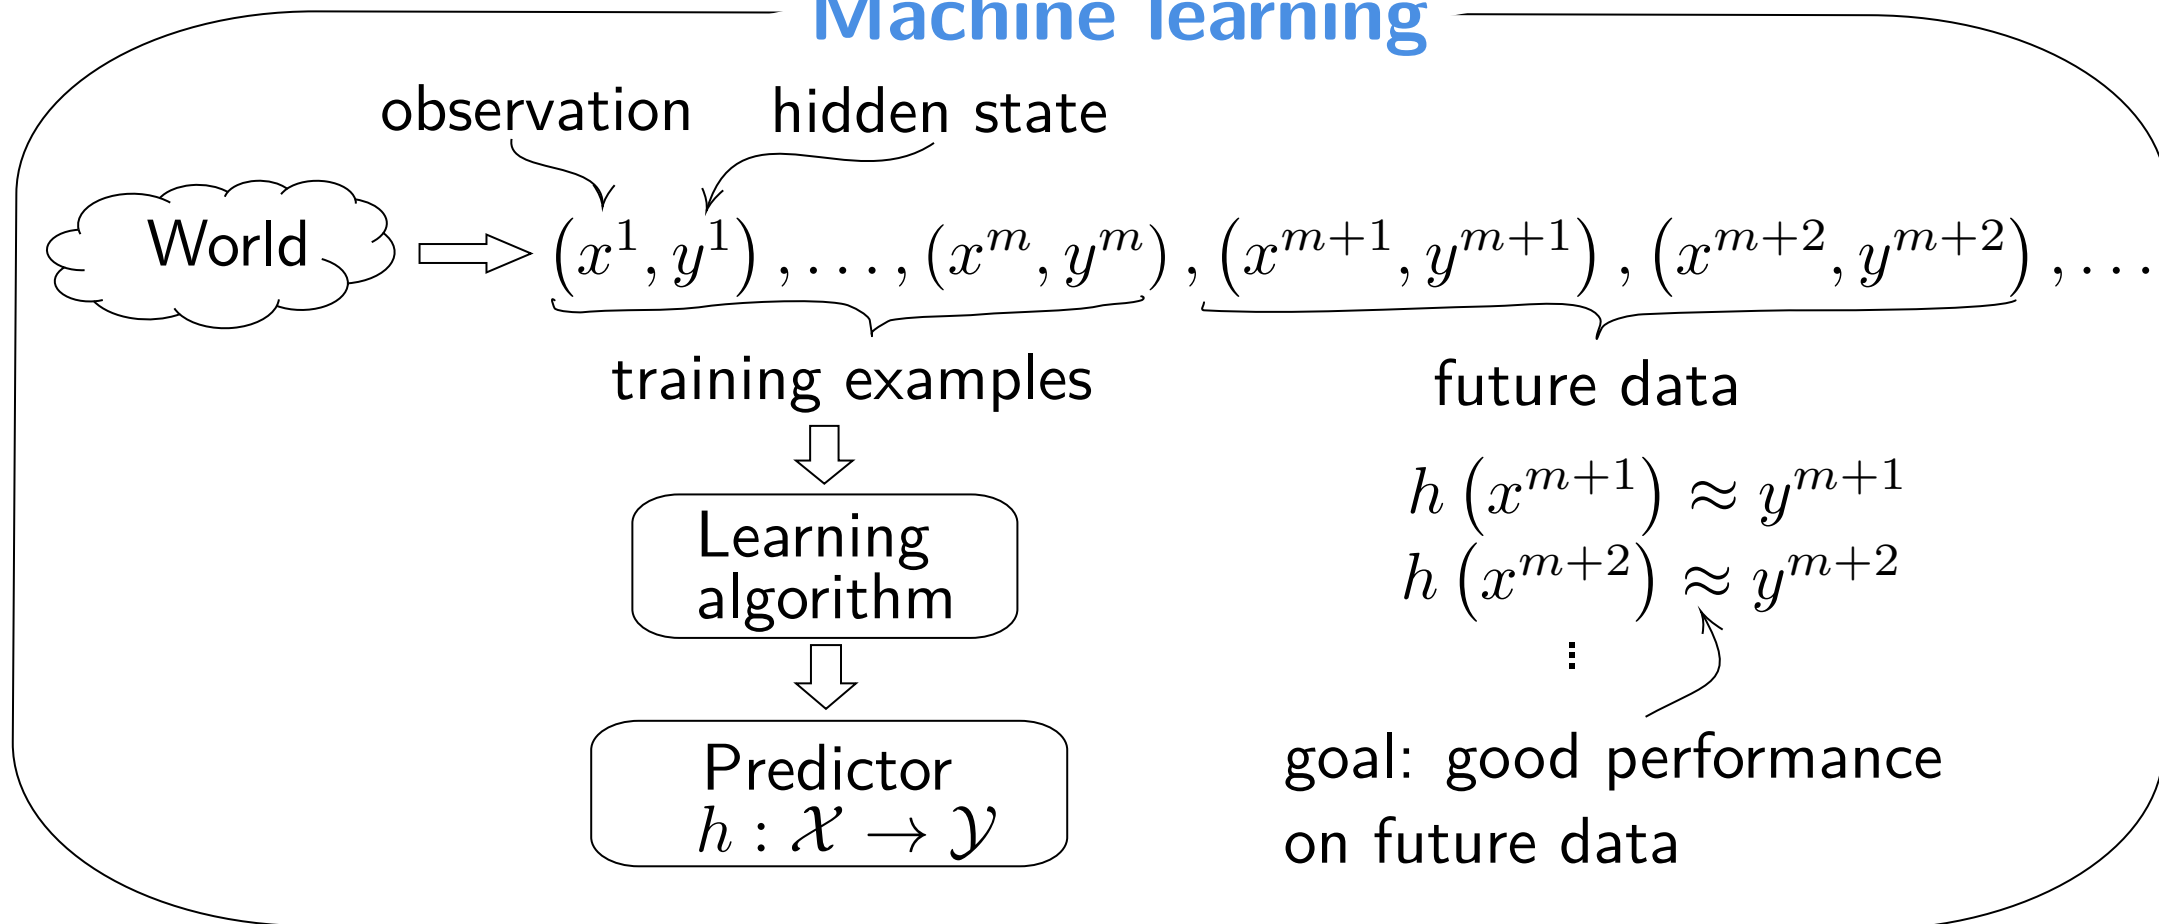 Machine learning
observation hidden state
World
(x^1, y^1), ..., (x^m, y^m), (x^{m+1}, y^{m+1}), (x^{m+2}, y^{m+2}), ...
training examples
future data
Learning
algorithm
Predictor
h : 𝒳 → 𝒴
h(x^{m+1}) ≈ y^{m+1}
h(x^{m+2}) ≈ y^{m+2}
⋮
goal: good performance
on future data